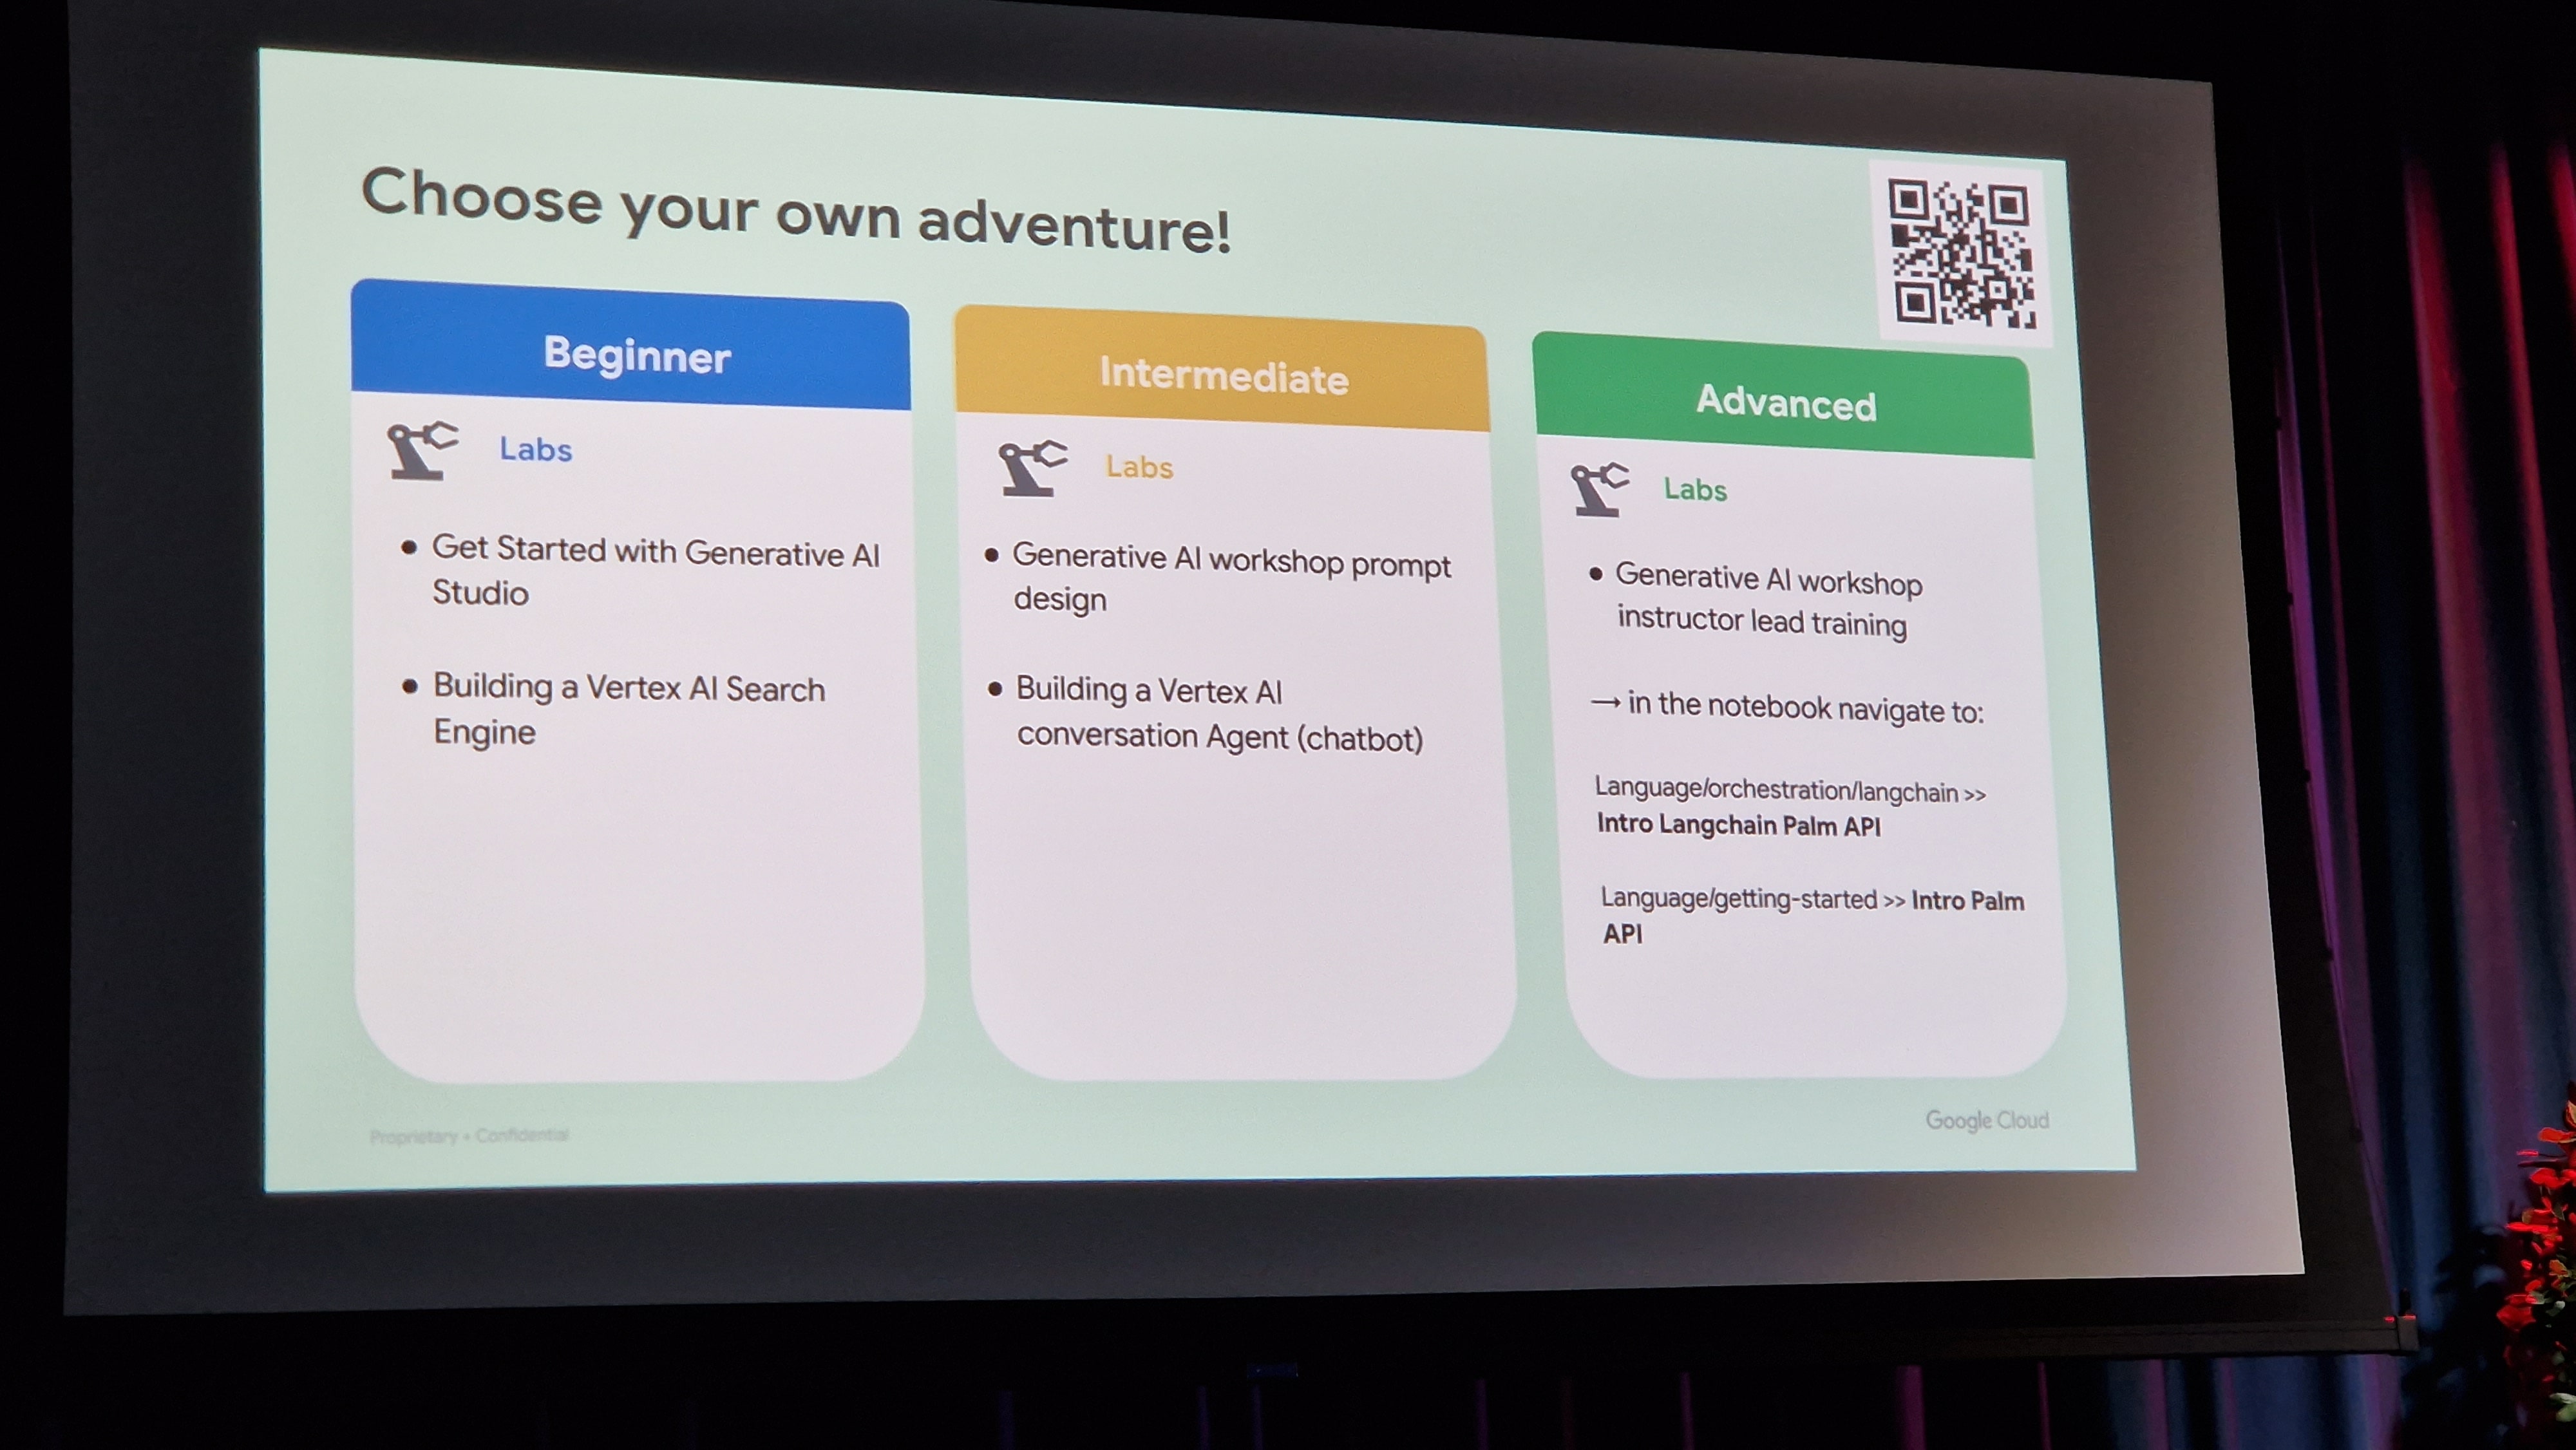 Choose your own adventure!
Beginner
Labs
● Get Started with Generative AI
Studio
● Building a Vertex AI Search
Engine
Intermediate
Labs
● Generative AI workshop prompt
design
● Building a Vertex AI
conversation Agent (chatbot)
Advanced
Labs
● Generative AI workshop
instructor lead training
→ in the notebook navigate to:
Language/orchestration/langchain >>
Intro Langchain Palm API
Language/getting-started >> Intro Palm
API
Proprietary + Confidential
Google Cloud